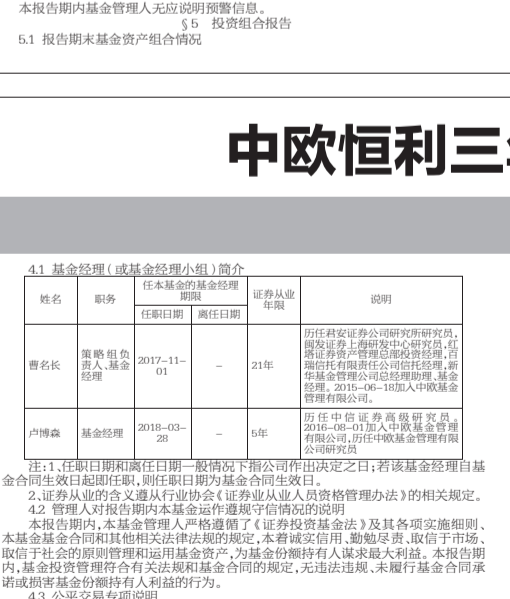 本报告期内基金管理人无应说明预警信息。
§5 投资组合报告
5.1 报告期末基金资产组合情况
中欧恒利三
4.1 基金经理(或基金经理小组)简介
姓名 职务 任本基金的基金经理期限 证券从业年限 说明
任职日期 离任日期
曹名长 策略组负责人、基金经理 2017-11-01 - 21年
历任君安证券公司研究所研究员,
闽发证券上海研发中心研究员,红
塔证券资产管理总部投资经理,百
瑞信托有限责任公司信托经理,新
华基金管理公司总经理助理、基金
经理。2015-06-18加入中欧基金
管理有限公司。
卢博森 基金经理 2018-03-28 - 5年
历任中信证券高级研究员。
2016-08-01加入中欧基金管理
有限公司,历任中欧基金管理有限
公司研究员
注:1、任职日期和离任日期一般情况下指公司作出决定之日;若该基金经理自基
金合同生效日起即任职,则任职日期为基金合同生效日。
2、证券从业的含义遵从行业协会《证券业从业人员资格管理办法》的相关规定。
4.2 管理人对报告期内本基金运作遵规守信情况的说明
本报告期内,本基金管理人严格遵循了《证券投资基金法》及其各项实施细则、
本基金基金合同和其他相关法律法规的规定,本着诚实信用、勤勉尽责、取信于市场、
取信于社会的原则管理和运用基金资产,为基金份额持有人谋求最大利益。本报告期
内,基金投资管理符合有关法规和基金合同的规定,无违法违规、未履行基金合同承
诺或损害基金份额持有人利益的行为。
4.3 公平交易专项说明